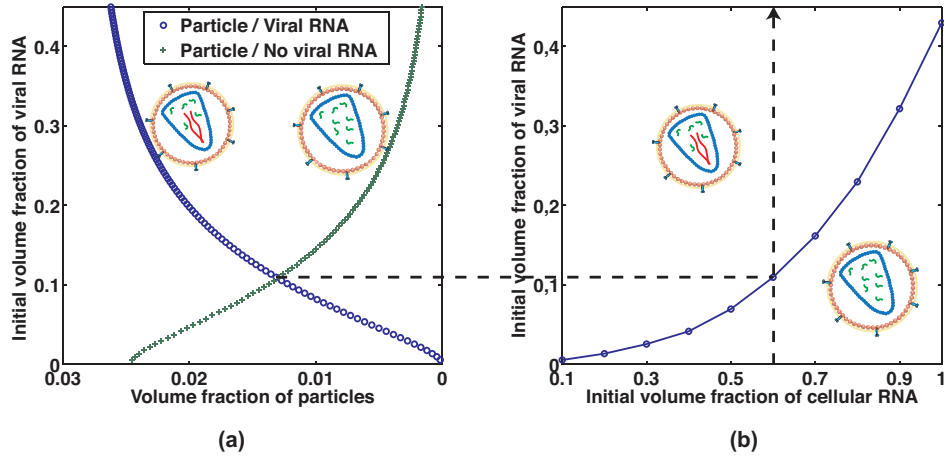 Particle / Viral RNA
Particle / No viral RNA
Initial volume fraction of viral RNA
0,4
0.3
0.2
0.1
0
0.03
0.02
0.01
0
Volume fraction of particles
(a)
Initial volume fraction of viral RNA
0,4
0.3
0.2
0,1
0
0.1
0.3
0.5
0.6
0.7
0.9
1
Initial volume fraction of cellular RNA
(b)